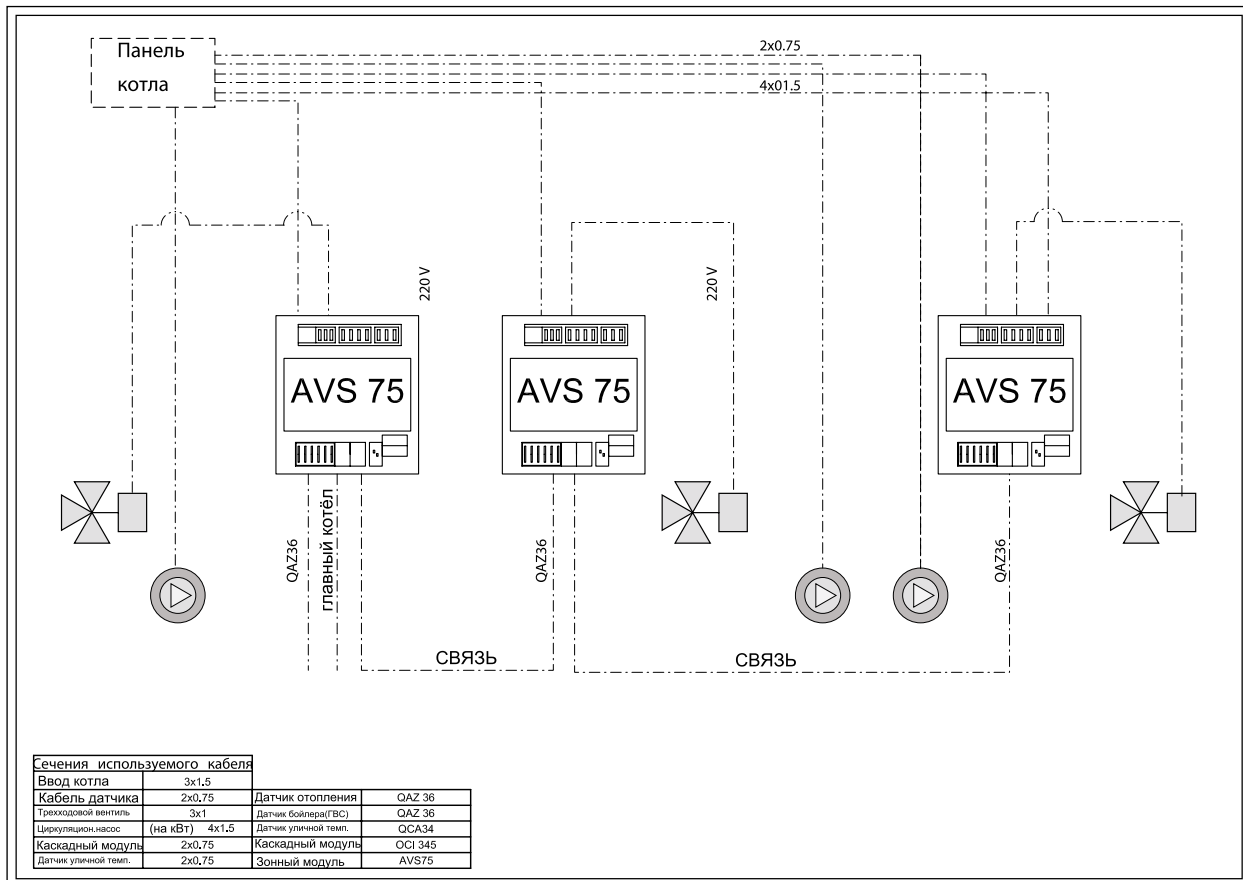 Панель
котла
2x0.75
4x01.5
220 V
220 V
AVS 75
AVS 75
AVS 75
QAZ36
главный котёл
QAZ36
QAZ36
СВЯЗЬ
СВЯЗЬ
Сечения используемого кабеля
Ввод котла 3x1.5
Кабель датчика 2x0.75 Датчик отопления QAZ 36
Трехходовой вентиль 3x1 Датчик бойлера(ГВС) QAZ 36
Циркуляцион.насос (на кВт) 4x1.5 Датчик уличной темп. QCA34
Каскадный модуль 2x0.75 Каскадный модуль OCI 345
Датчик уличной темп. 2x0.75 Зонный модуль AVS75